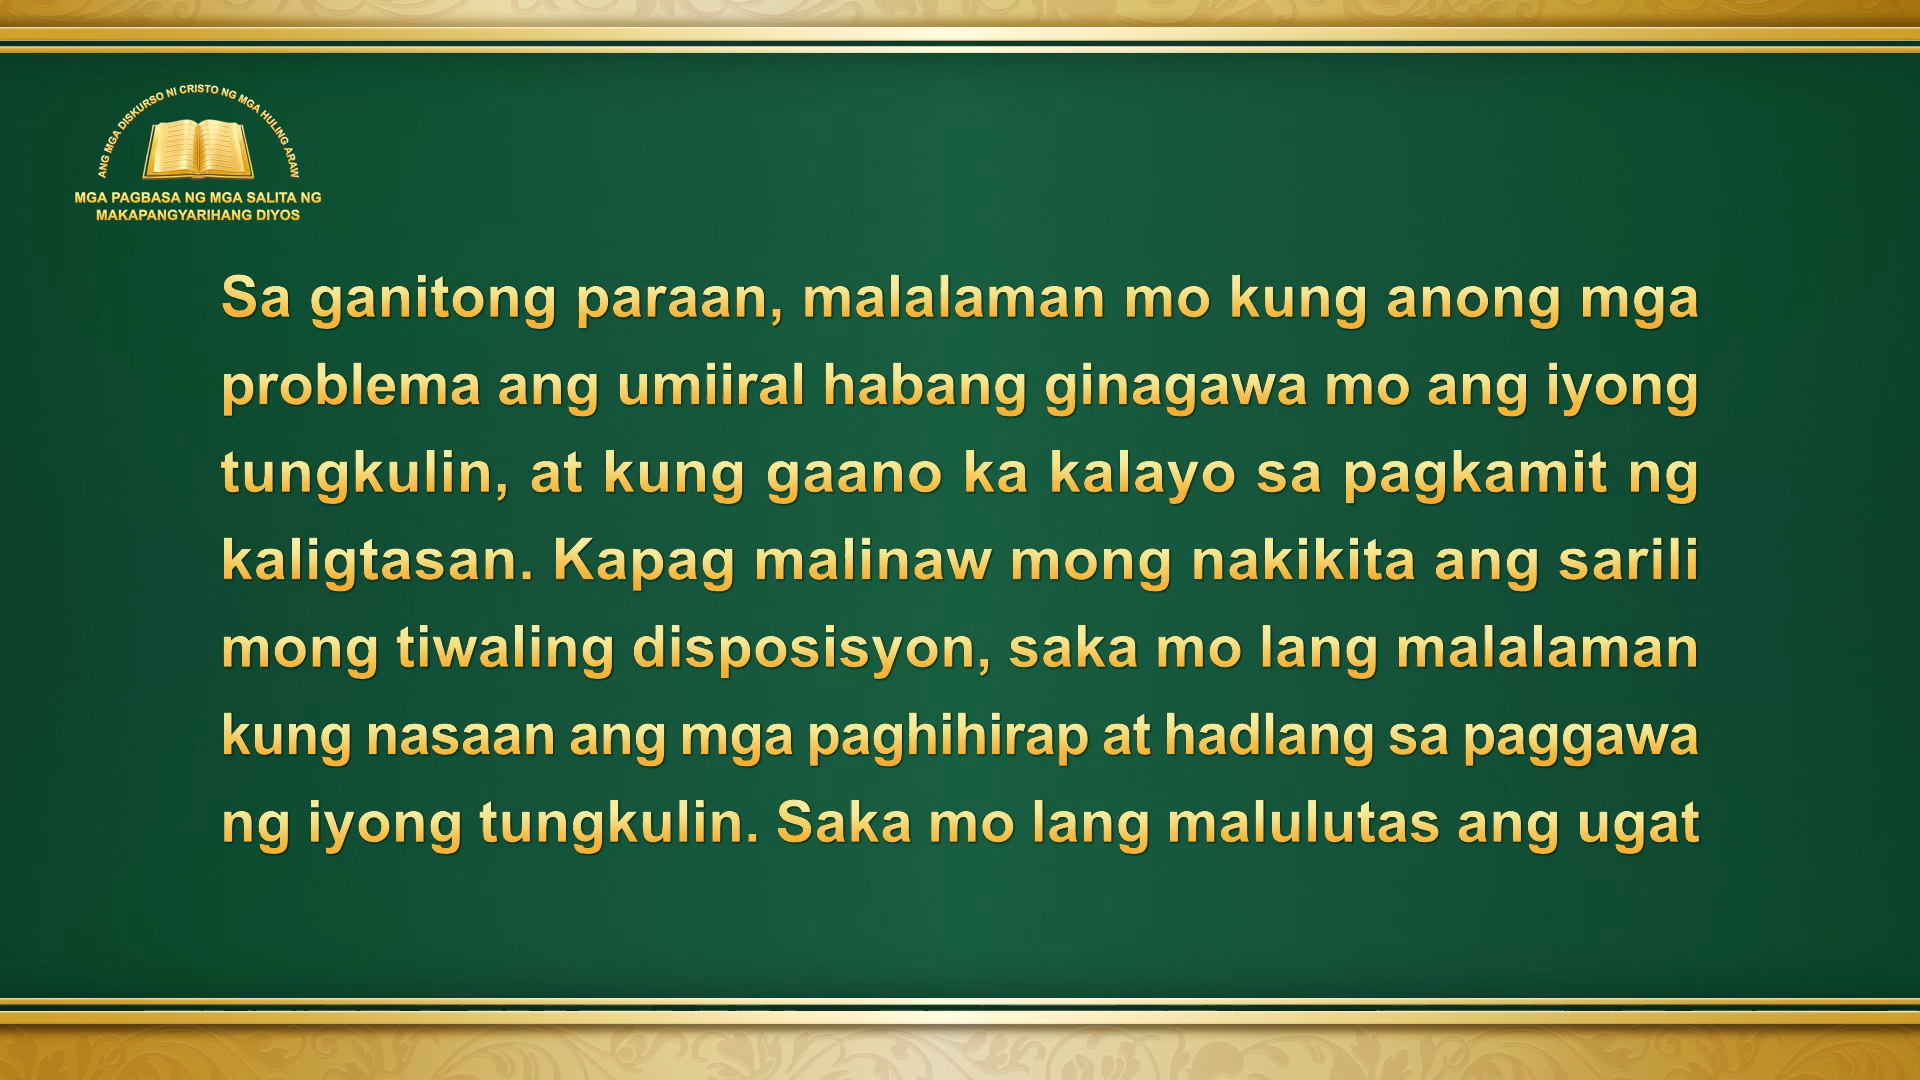 ANG MGA DISKURSO NI CRISTO NG MGA HULING ARAW
MGA PAGBASA NG MGA SALITA NG
MAKAPANGYARIHANG DIYOS
Sa ganitong paraan, malalaman mo kung anong mga
problema ang umiiral habang ginagawa mo ang iyong
tungkulin, at kung gaano ka kalayo sa pagkamit ng
kaligtasan. Kapag malinaw mong nakikita ang sarili
mong tiwaling disposisyon, saka mo lang malalaman
kung nasaan ang mga paghihirap at hadlang sa paggawa
ng iyong tungkulin. Saka mo lang malulutas ang ugat